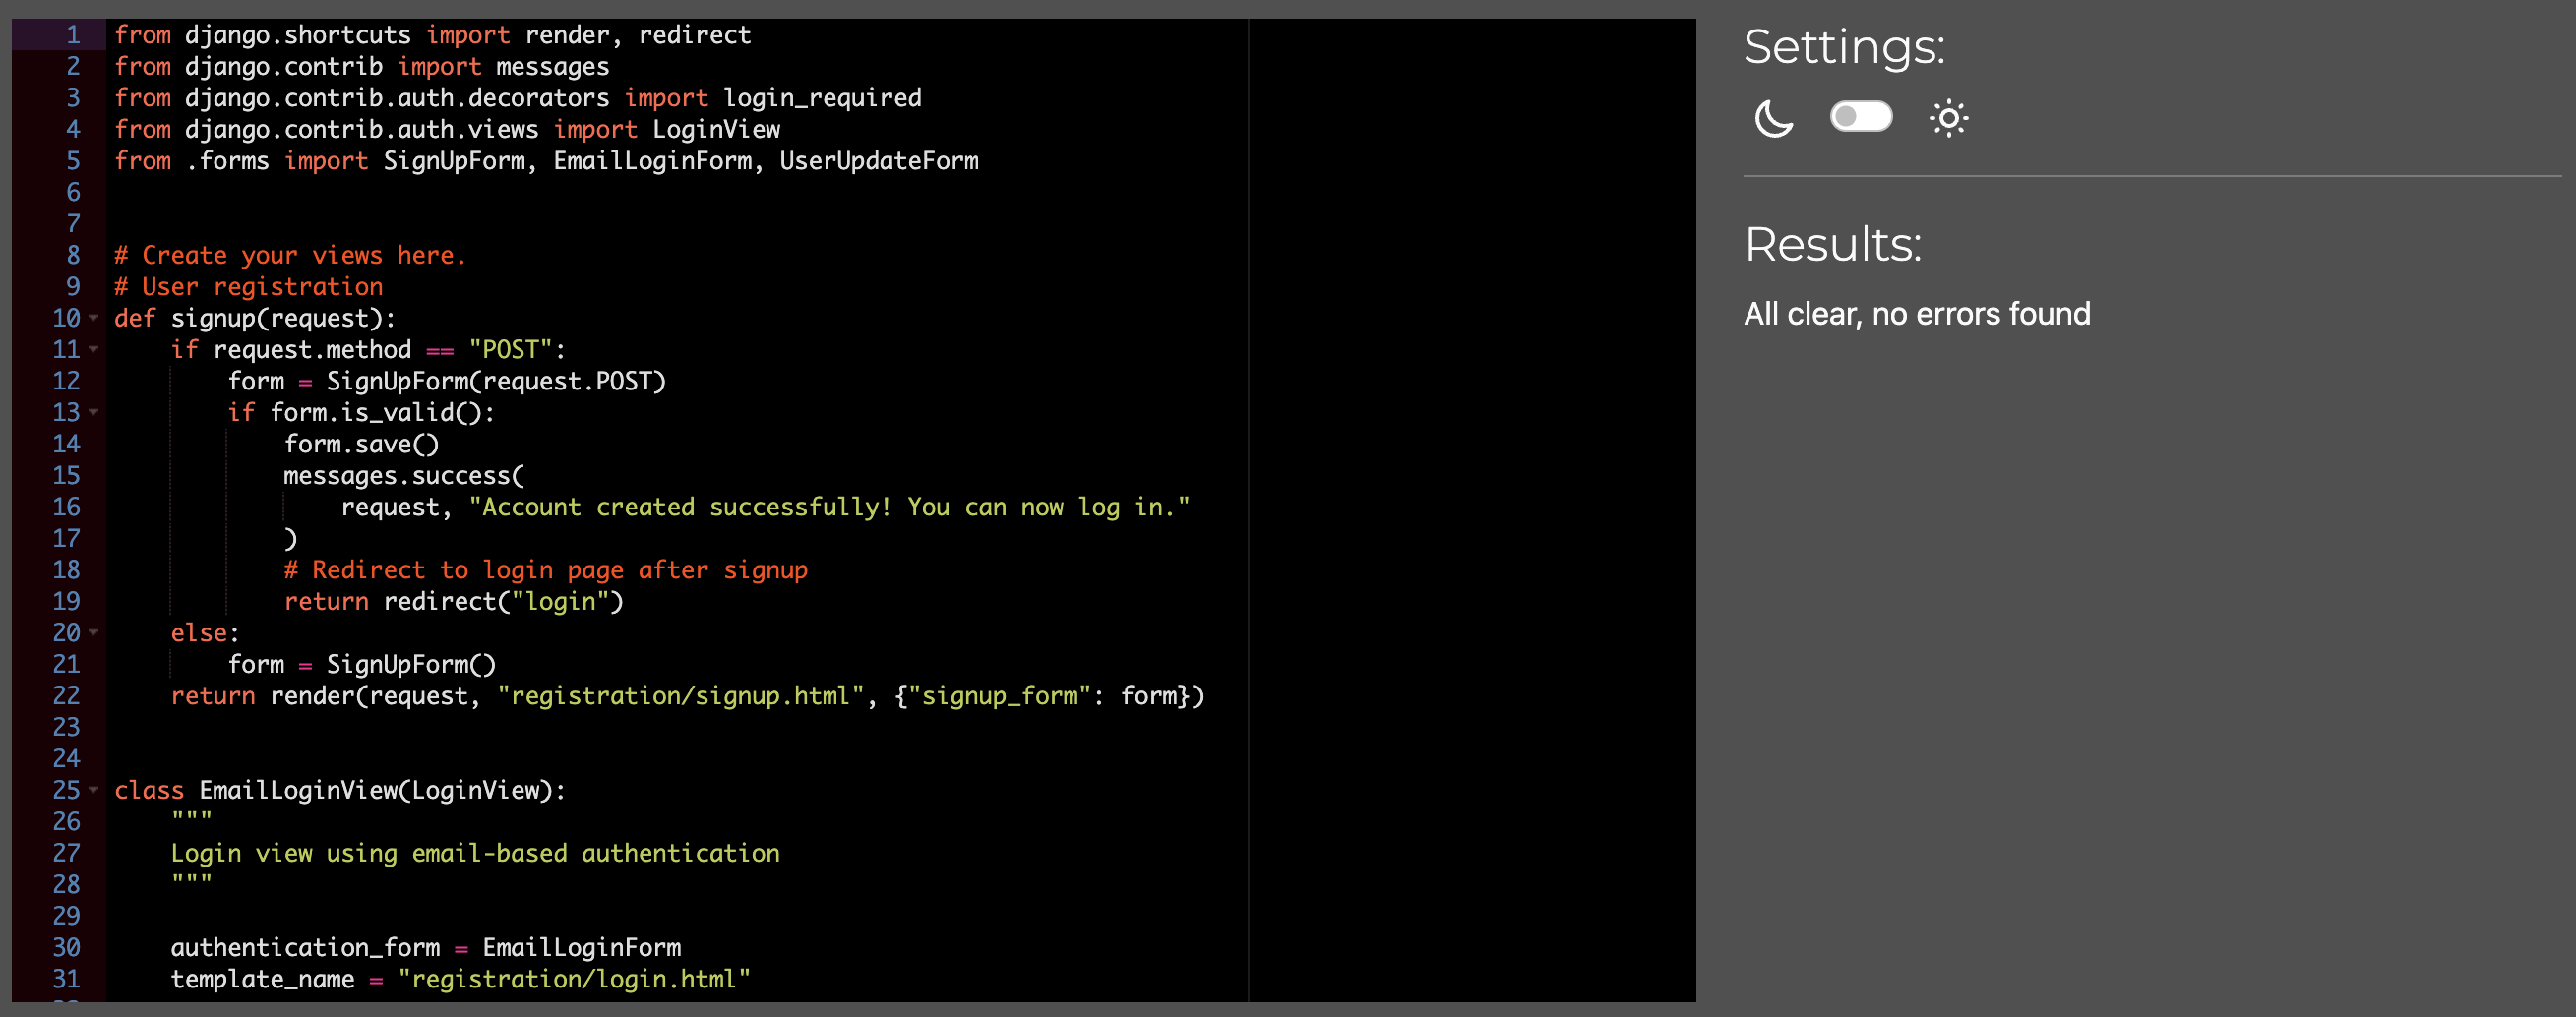 1 from django.shortcuts import render, redirect
2 from django.contrib import messages
3 from django.contrib.auth.decorators import login_required
4 from django.contrib.auth.views import LoginView
5 from .forms import SignUpForm, EmailLoginForm, UserUpdateForm
6
7
8 # Create your views here.
9 # User registration
10 def signup(request):
11     if request.method == "POST":
12         form = SignUpForm(request.POST)
13         if form.is_valid():
14             form.save()
15             messages.success(
16                 request, "Account created successfully! You can now log in."
17             )
18             # Redirect to login page after signup
19             return redirect("login")
20     else:
21         form = SignUpForm()
22     return render(request, "registration/signup.html", {"signup_form": form})
23
24
25 class EmailLoginView(LoginView):
26     """
27     Login view using email-based authentication
28     """
29
30     authentication_form = EmailLoginForm
31     template_name = "registration/login.html"
Settings:
Results:
All clear, no errors found